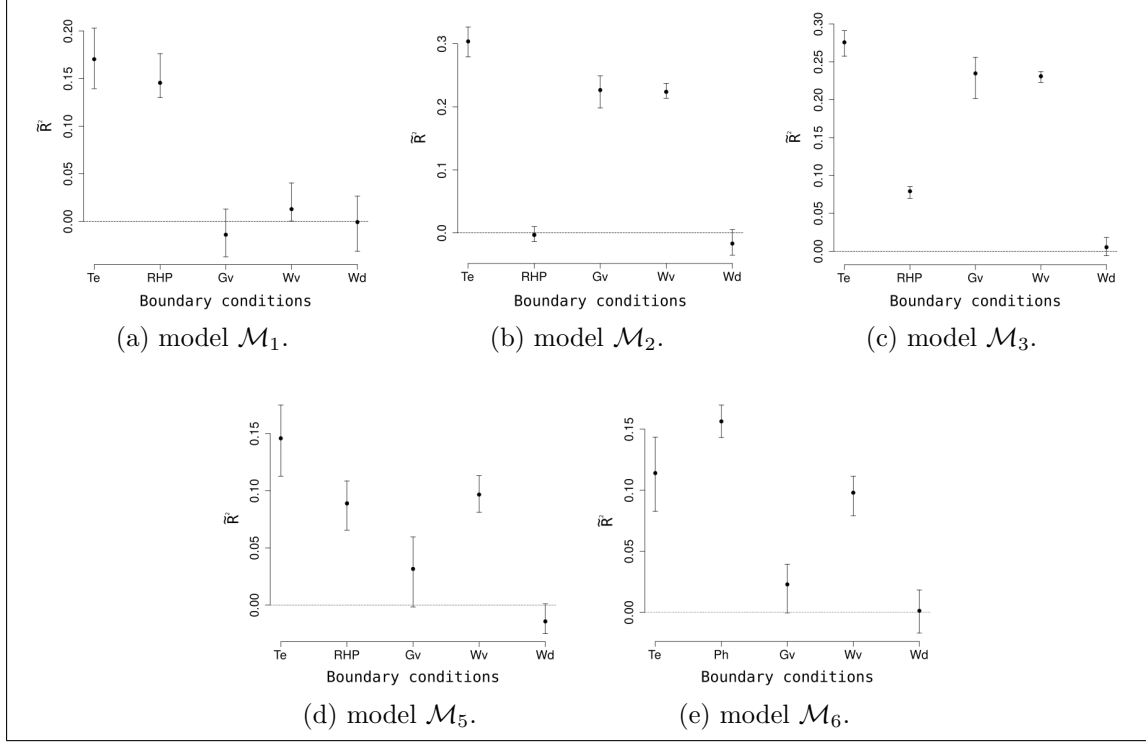 0.20
0.15
0.10
0.05
0.00
R̃²
Te RHP Gv Wv Wd
Boundary conditions
(a) model ℳ₁.
0.3
0.2
0.1
0.0
R̃²
Te RHP Gv Wv Wd
Boundary conditions
(b) model ℳ₂.
0.30
0.25
0.20
0.15
0.10
0.05
0.00
R̃²
Te RHP Gv Wv Wd
Boundary conditions
(c) model ℳ₃.
0.15
0.10
0.05
0.00
R̃²
Te RHP Gv Wv Wd
Boundary conditions
(d) model ℳ₅.
0.15
0.10
0.05
0.00
R̃²
Te Ph Gv Wv Wd
Boundary conditions
(e) model ℳ₆.